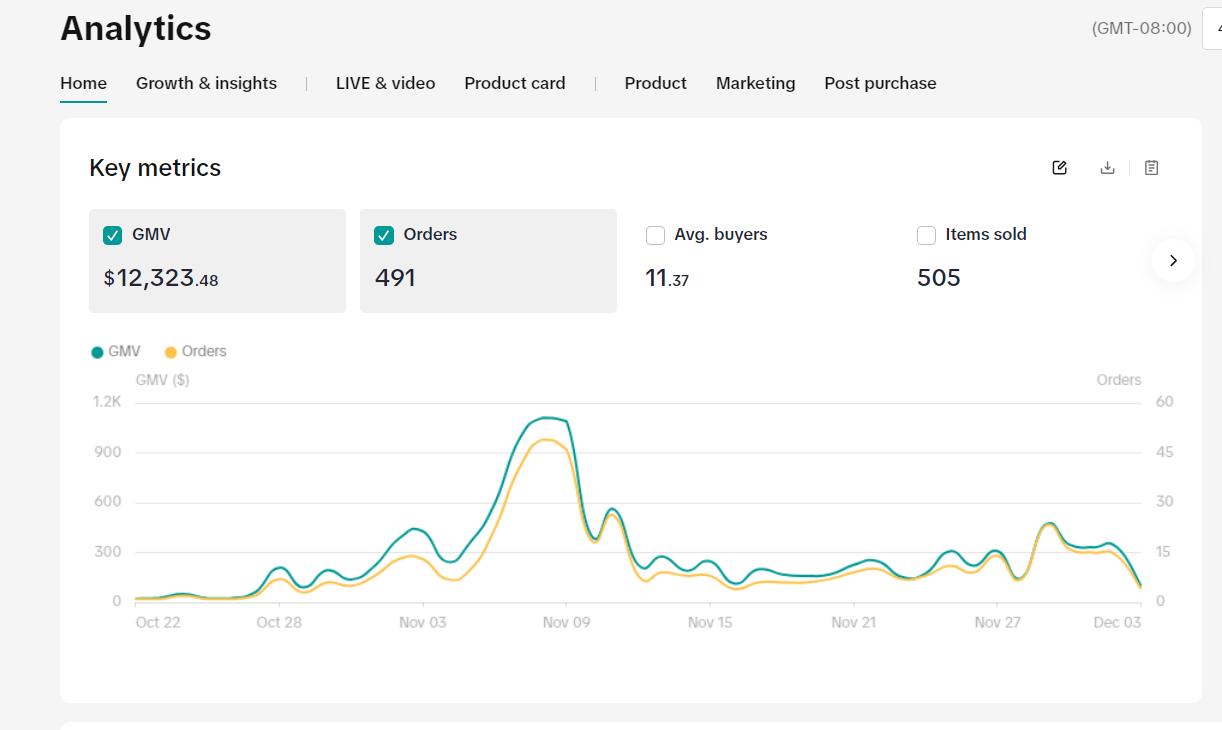 Analytics
(GMT-08:00)
Home Growth & insights LIVE & video Product card Product Marketing Post purchase
Key metrics
GMV Orders Avg. buyers Items sold
$12,323.48 491 11.37 505
GMV Orders
GMV ($) Orders
1.2K 60
900 45
600 30
300 15
0 0
Oct 22 Oct 28 Nov 03 Nov 09 Nov 15 Nov 21 Nov 27 Dec 03